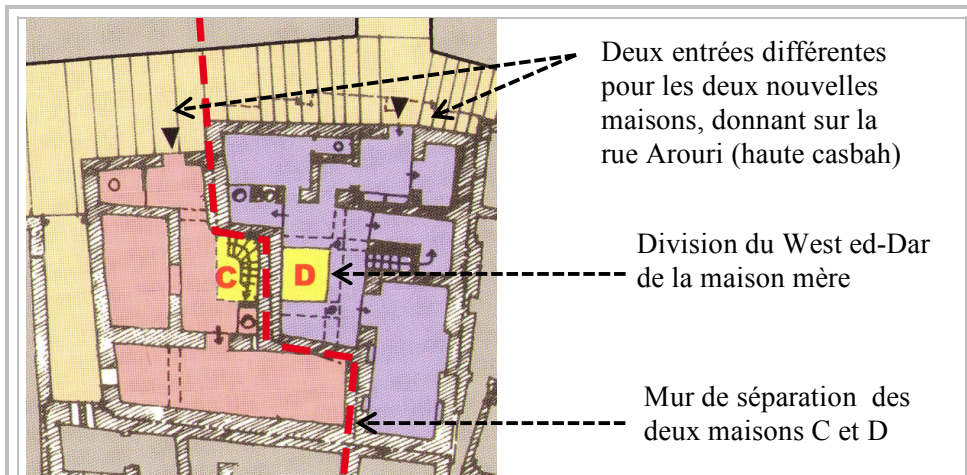 Deux entrées différentes
pour les deux nouvelles
maisons, donnant sur la
rue Arouri (haute casbah)
C
D
Division du West ed-Dar
de la maison mère
Mur de séparation des
deux maisons C et D